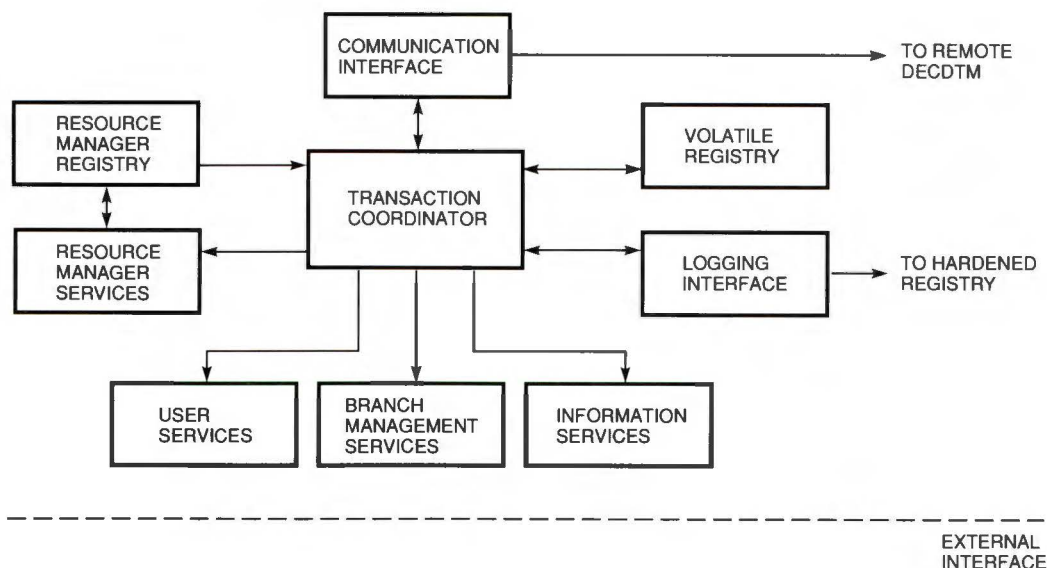 COMMUNICATION
INTERFACE
TO REMOTE
DECDTM
RESOURCE
MANAGER
REGISTRY
VOLATILE
REGISTRY
TRANSACTION
COORDINATOR
RESOURCE
MANAGER
SERVICES
LOGGING
INTERFACE
TO HARDENED
REGISTRY
USER
SERVICES
BRANCH
MANAGEMENT
SERVICES
INFORMATION
SERVICES
EXTERNAL
INTERFACE